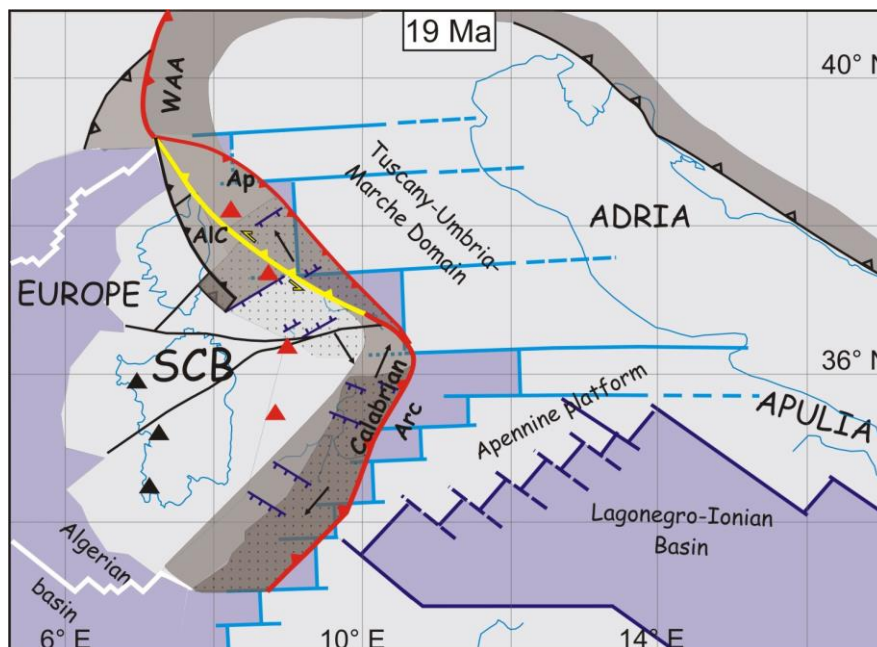 19 Ma
40° N
WAA
Ap
Tuscany-Umbria-
Marche Domain
ADRIA
AlC
EUROPE
SCB
36° N
Calabrian
Arc
Apennine platform
APULIA
Lagonegro-Ionian
Basin
Algerian
basin
6° E
10° E
14° E